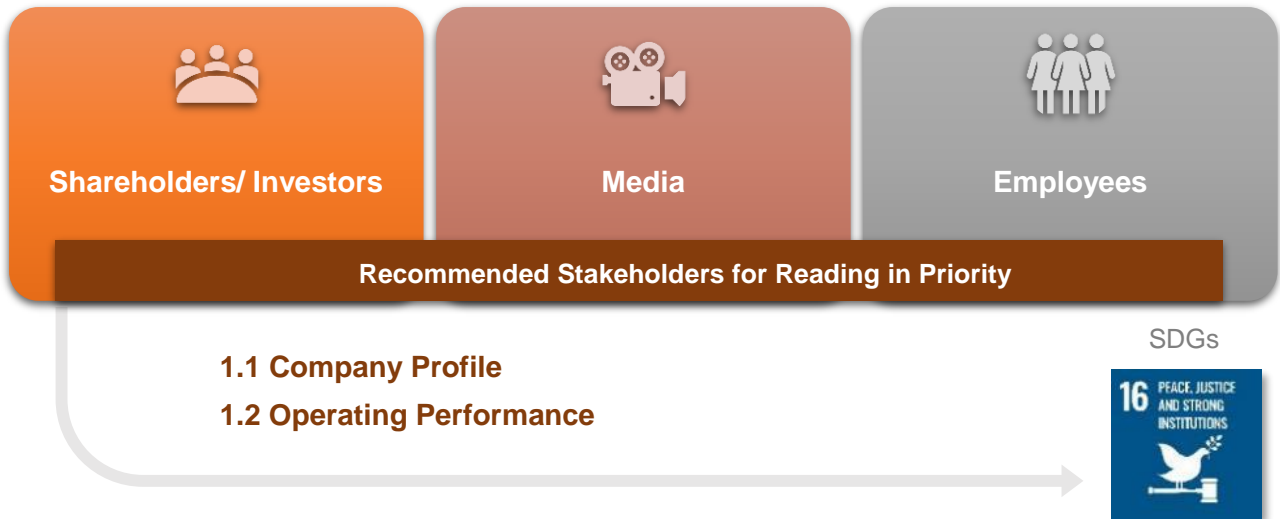 Shareholders/ Investors
Media
Employees
Recommended Stakeholders for Reading in Priority
1.1 Company Profile
1.2 Operating Performance
SDGs
16 PEACE, JUSTICE
AND STRONG
INSTITUTIONS